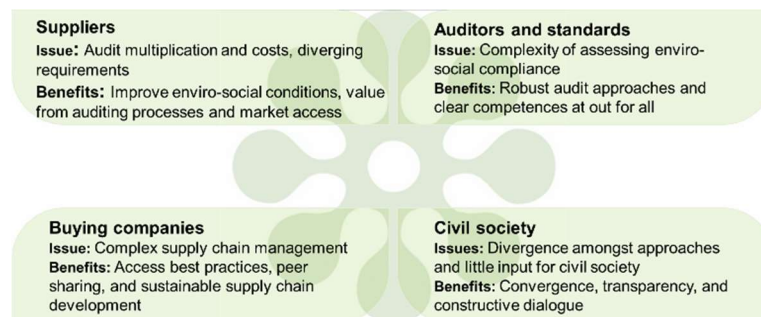 Suppliers
Issue: Audit multiplication and costs, diverging
requirements
Benefits: Improve enviro-social conditions, value
from auditing processes and market access
Auditors and standards
Issue: Complexity of assessing enviro-
social compliance
Benefits: Robust audit approaches and
clear competences at out for all
Buying companies
Issue: Complex supply chain management
Benefits: Access best practices, peer
sharing, and sustainable supply chain
development
Civil society
Issues: Divergence amongst approaches
and little input for civil society
Benefits: Convergence, transparency, and
constructive dialogue